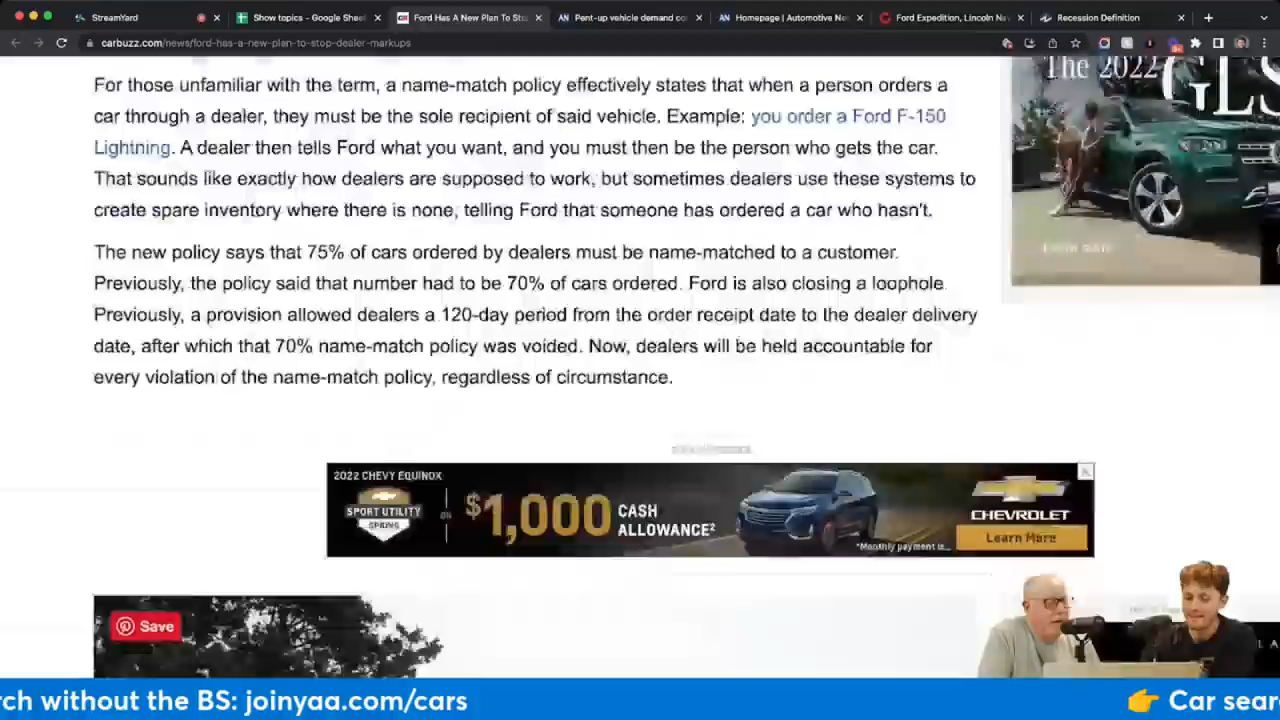 StreamYard
Show topics - Google Sheet
Ford Has A New Plan To Sto
Pent-up vehicle demand co
Homepage | Automotive Ne
Ford Expedition, Lincoln Nav
Recession Definition
carbuzz.com/news/ford-has-a-new-plan-to-stop-dealer-markups
For those unfamiliar with the term, a name-match policy effectively states that when a person orders a
car through a dealer, they must be the sole recipient of said vehicle. Example: you order a Ford F-150
Lightning. A dealer then tells Ford what you want, and you must then be the person who gets the car.
That sounds like exactly how dealers are supposed to work, but sometimes dealers use these systems to
create spare inventory where there is none, telling Ford that someone has ordered a car who hasn't.
The new policy says that 75% of cars ordered by dealers must be name-matched to a customer.
Previously, the policy said that number had to be 70% of cars ordered. Ford is also closing a loophole.
Previously, a provision allowed dealers a 120-day period from the order receipt date to the dealer delivery
date, after which that 70% name-match policy was voided. Now, dealers will be held accountable for
every violation of the name-match policy, regardless of circumstance.
The 2022
GLS
2022 CHEVY EQUINOX
SPORT UTILITY
SPRING
OR
$1,000
CASH
ALLOWANCE²
*Monthly payment is...
CHEVROLET
Learn More
Save
rch without the BS: joinyaa.com/cars
👉 Car sear